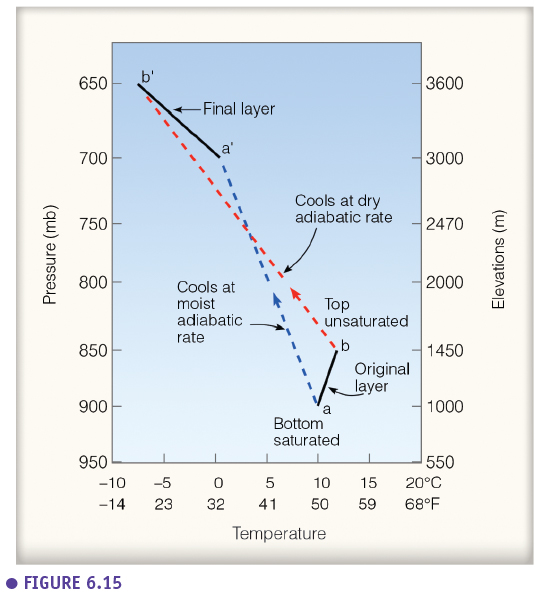 b'
650
3600
Final layer
a'
700
3000
Cools at dry
adiabatic rate
750
2470
Pressure (mb)
Elevations (m)
800
2000
Cools at
moist
adiabatic
rate
Top
unsaturated
b
850
1450
Original
layer
900
1000
a
Bottom
saturated
950
550
−10 −5 0 5 10 15 20°C
−14 23 32 41 50 59 68°F
Temperature
● FIGURE 6.15